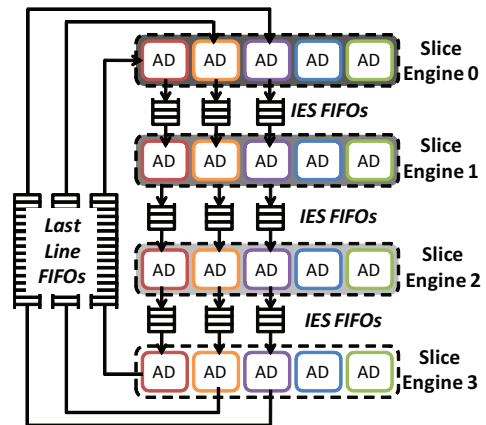 AD AD AD AD AD
Slice
Engine 0
IES FIFOs
AD AD AD AD AD
Slice
Engine 1
IES FIFOs
Last
Line
FIFOs
AD AD AD AD AD
Slice
Engine 2
IES FIFOs
AD AD AD AD AD
Slice
Engine 3